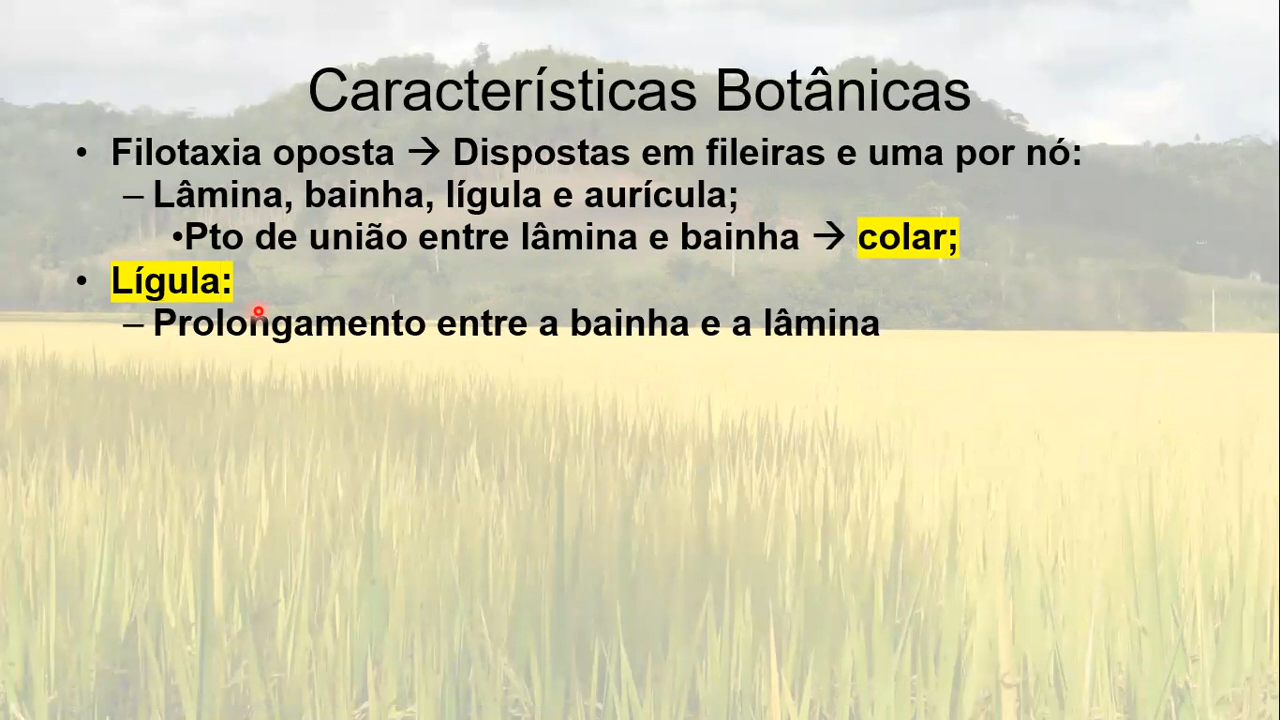 Características Botânicas
• Filotaxia oposta → Dispostas em fileiras e uma por nó:
– Lâmina, bainha, lígula e aurícula;
•Pto de união entre lâmina e bainha → colar;
• Lígula:
– Prolongamento entre a bainha e a lâmina